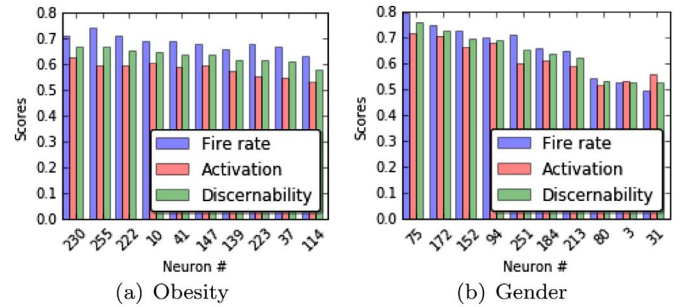 0.8
0.7
0.6
0.5
0.4
0.3
0.2
0.1
0.0
Scores
Fire rate
Activation
Discernability
230 255 222 10 41 147 139 223 37 114
Neuron #
(a) Obesity
0.8
0.7
0.6
0.5
0.4
0.3
0.2
0.1
0.0
Scores
Fire rate
Activation
Discernability
75 172 152 94 251 184 213 80 3 31
Neuron #
(b) Gender